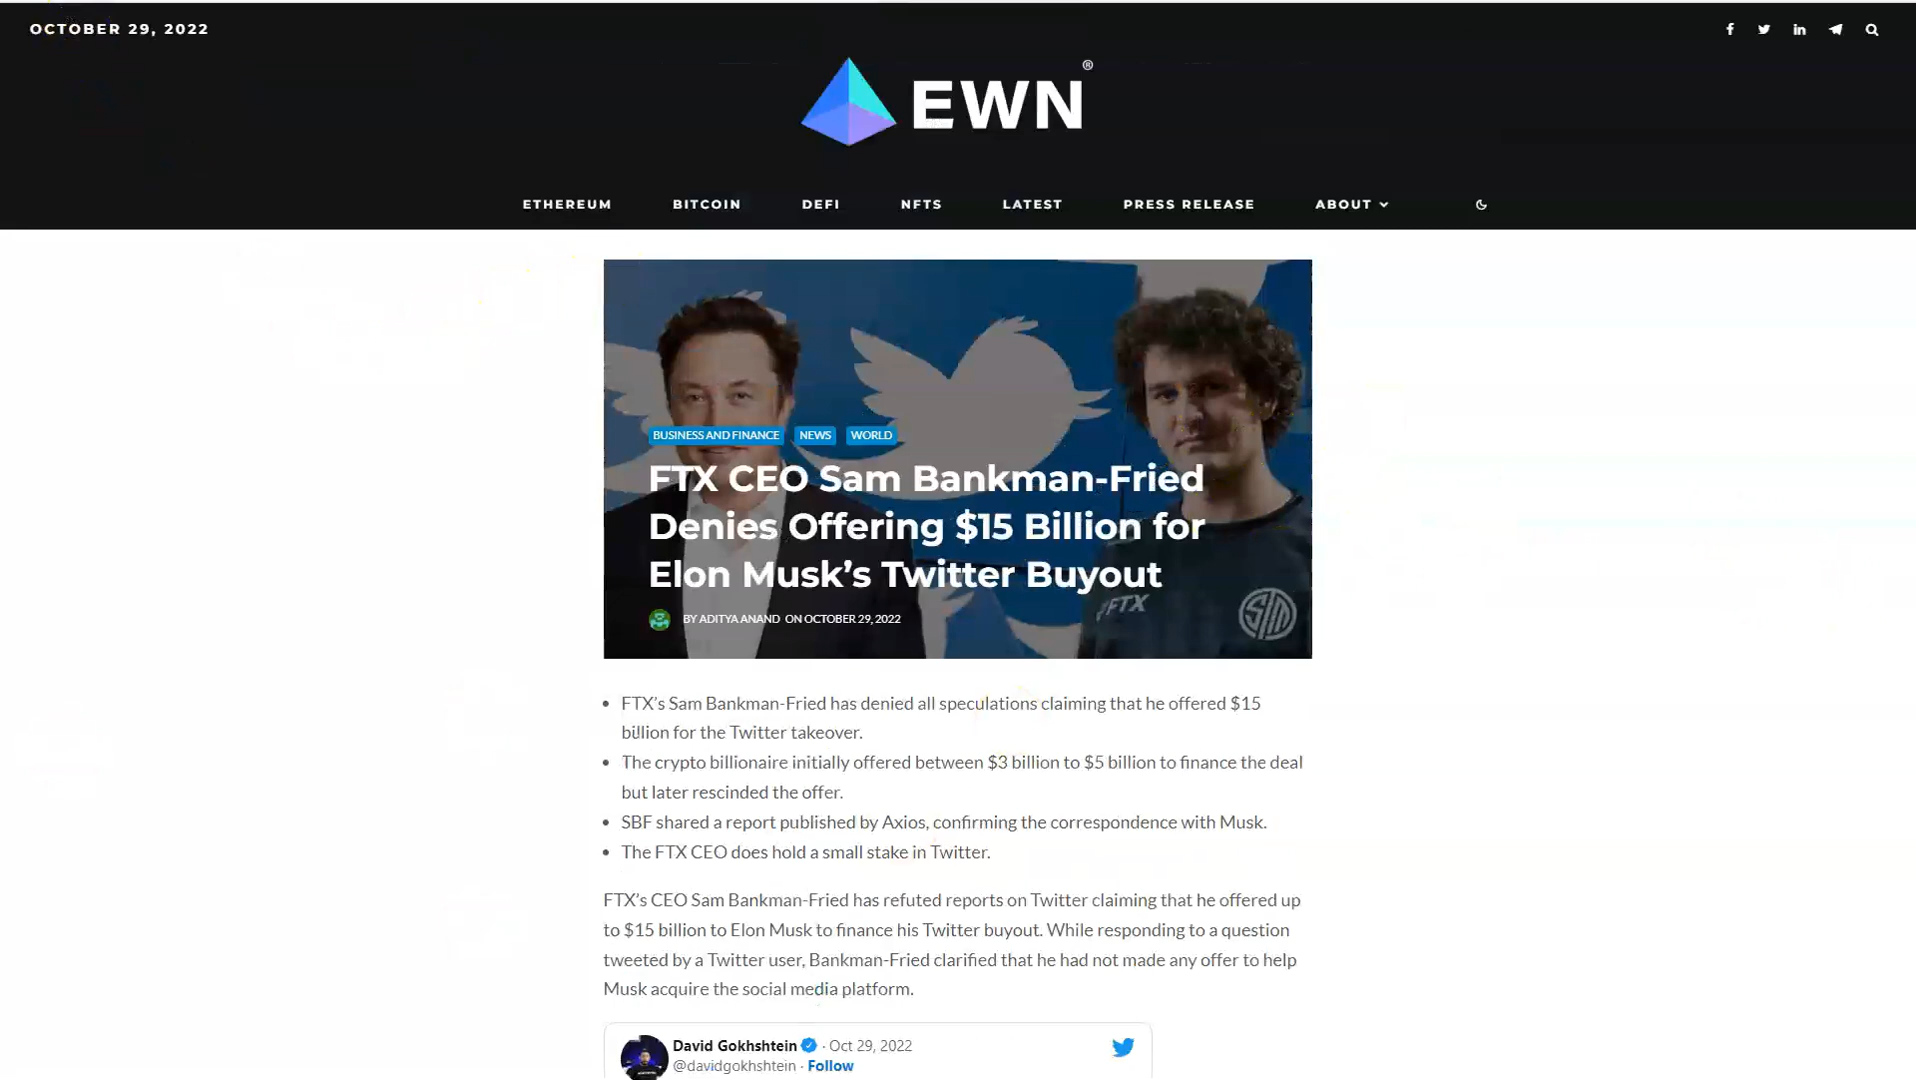 OCTOBER 29, 2022
EWN®
ETHEREUM BITCOIN DEFI NFTS LATEST PRESS RELEASE ABOUT
BUSINESS AND FINANCE NEWS WORLD
FTX CEO Sam Bankman-Fried
Denies Offering $15 Billion for
Elon Musk’s Twitter Buyout
BY ADITYA ANAND ON OCTOBER 29, 2022
FTX
TSM
• FTX’s Sam Bankman-Fried has denied all speculations claiming that he offered $15
billion for the Twitter takeover.
• The crypto billionaire initially offered between $3 billion to $5 billion to finance the deal
but later rescinded the offer.
• SBF shared a report published by Axios, confirming the correspondence with Musk.
• The FTX CEO does hold a small stake in Twitter.
FTX’s CEO Sam Bankman-Fried has refuted reports on Twitter claiming that he offered up
to $15 billion to Elon Musk to finance his Twitter buyout. While responding to a question
tweeted by a Twitter user, Bankman-Fried clarified that he had not made any offer to help
Musk acquire the social media platform.
David Gokhshtein · Oct 29, 2022
@davidgokhshtein · Follow